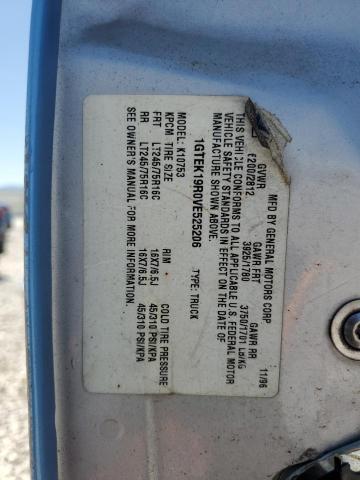 MFD BY GENERAL MOTORS CORP 11/96
GVWR GAWR FRT GAWR RR
6200/2812 3925/1780 3750/1701 LB/KG
THIS VEHICLE CONFORMS TO ALL APPLICABLE U.S. FEDERAL MOTOR
VEHICLE SAFETY STANDARDS IN EFFECT ON THE DATE OF
MANUFACTURE SHOWN ABOVE.
1GTEK19R0VE525206 TYPE: TRUCK
MODEL: K10753
KPCM TIRE SIZE RIM COLD TIRE PRESSURE
FRT LT245/75R16C 16X7/6.5J 45/310 PSI/KPA
RR LT245/75R16C 16X7/6.5J 45/310 PSI/KPA
SEE OWNER'S MANUAL FOR MORE INFORMATION.